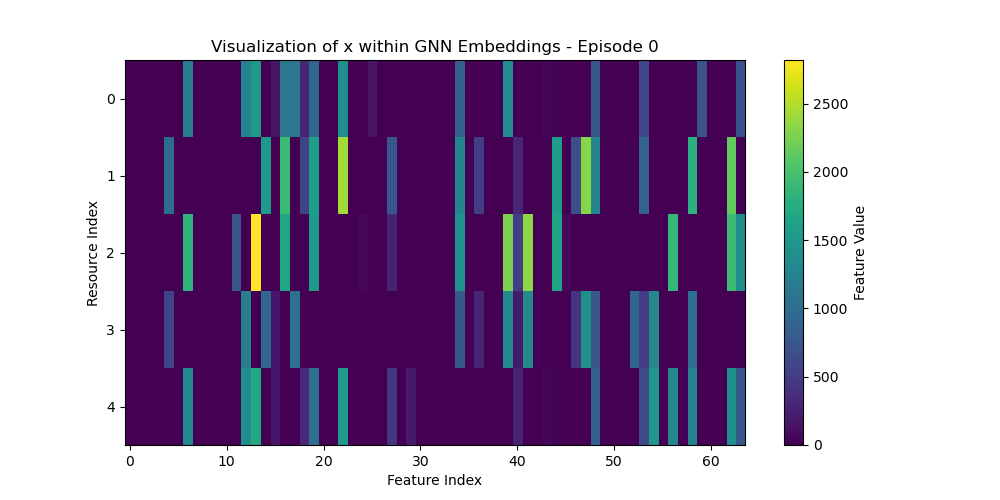 Visualization of x within GNN Embeddings - Episode 0
Resource Index
0
1
2
3
4
0 10 20 30 40 50 60
Feature Index
2500
2000
1500
1000
500
0
Feature Value